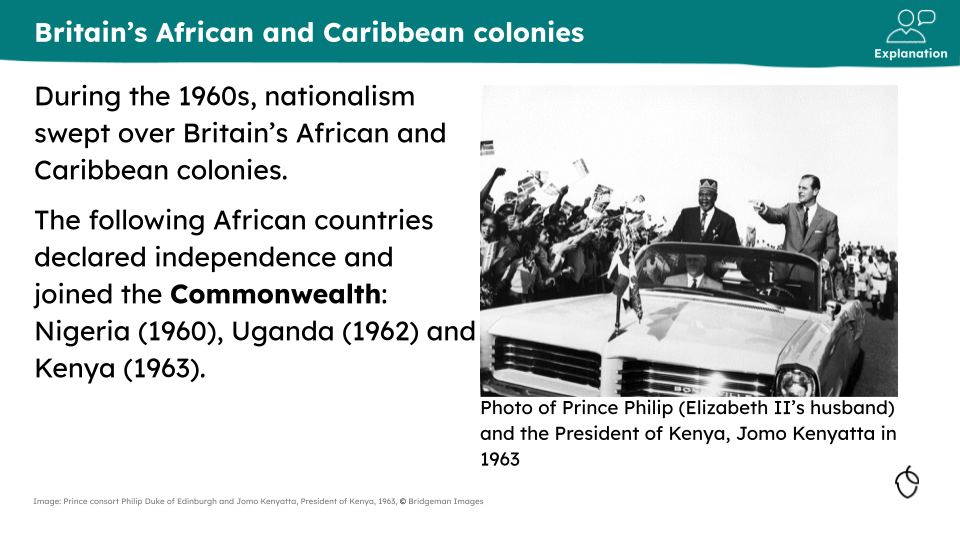 Britain's African and Caribbean colonies
Explanation
During the 1960s, nationalism
swept over Britain's African and
Caribbean colonies.
The following African countries
declared independence and
joined the Commonwealth:
Nigeria (1960), Uganda (1962) and
Kenya (1963).
BONNEVILLE
Photo of Prince Philip (Elizabeth II's husband)
and the President of Kenya, Jomo Kenyatta in
1963
Image: Prince consort Philip Duke of Edinburgh and Jomo Kenyatta, President of Kenya, 1963, © Bridgeman Images